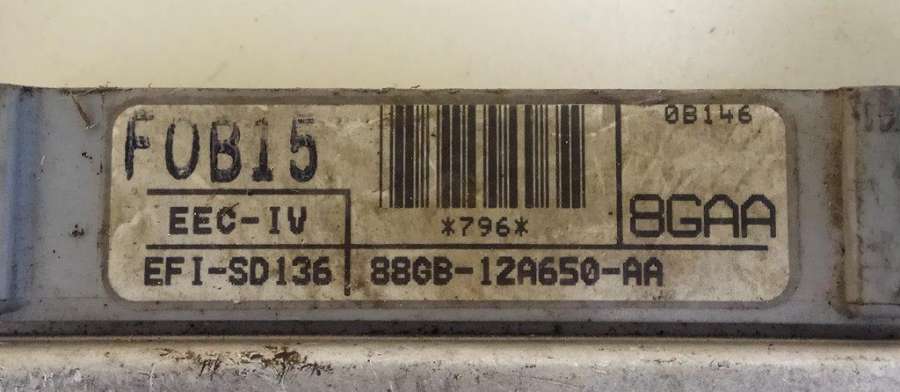 F0B15
0B146
EEC-IV
*796*
8GAA
EFI-SD136
88GB-12A650-AA